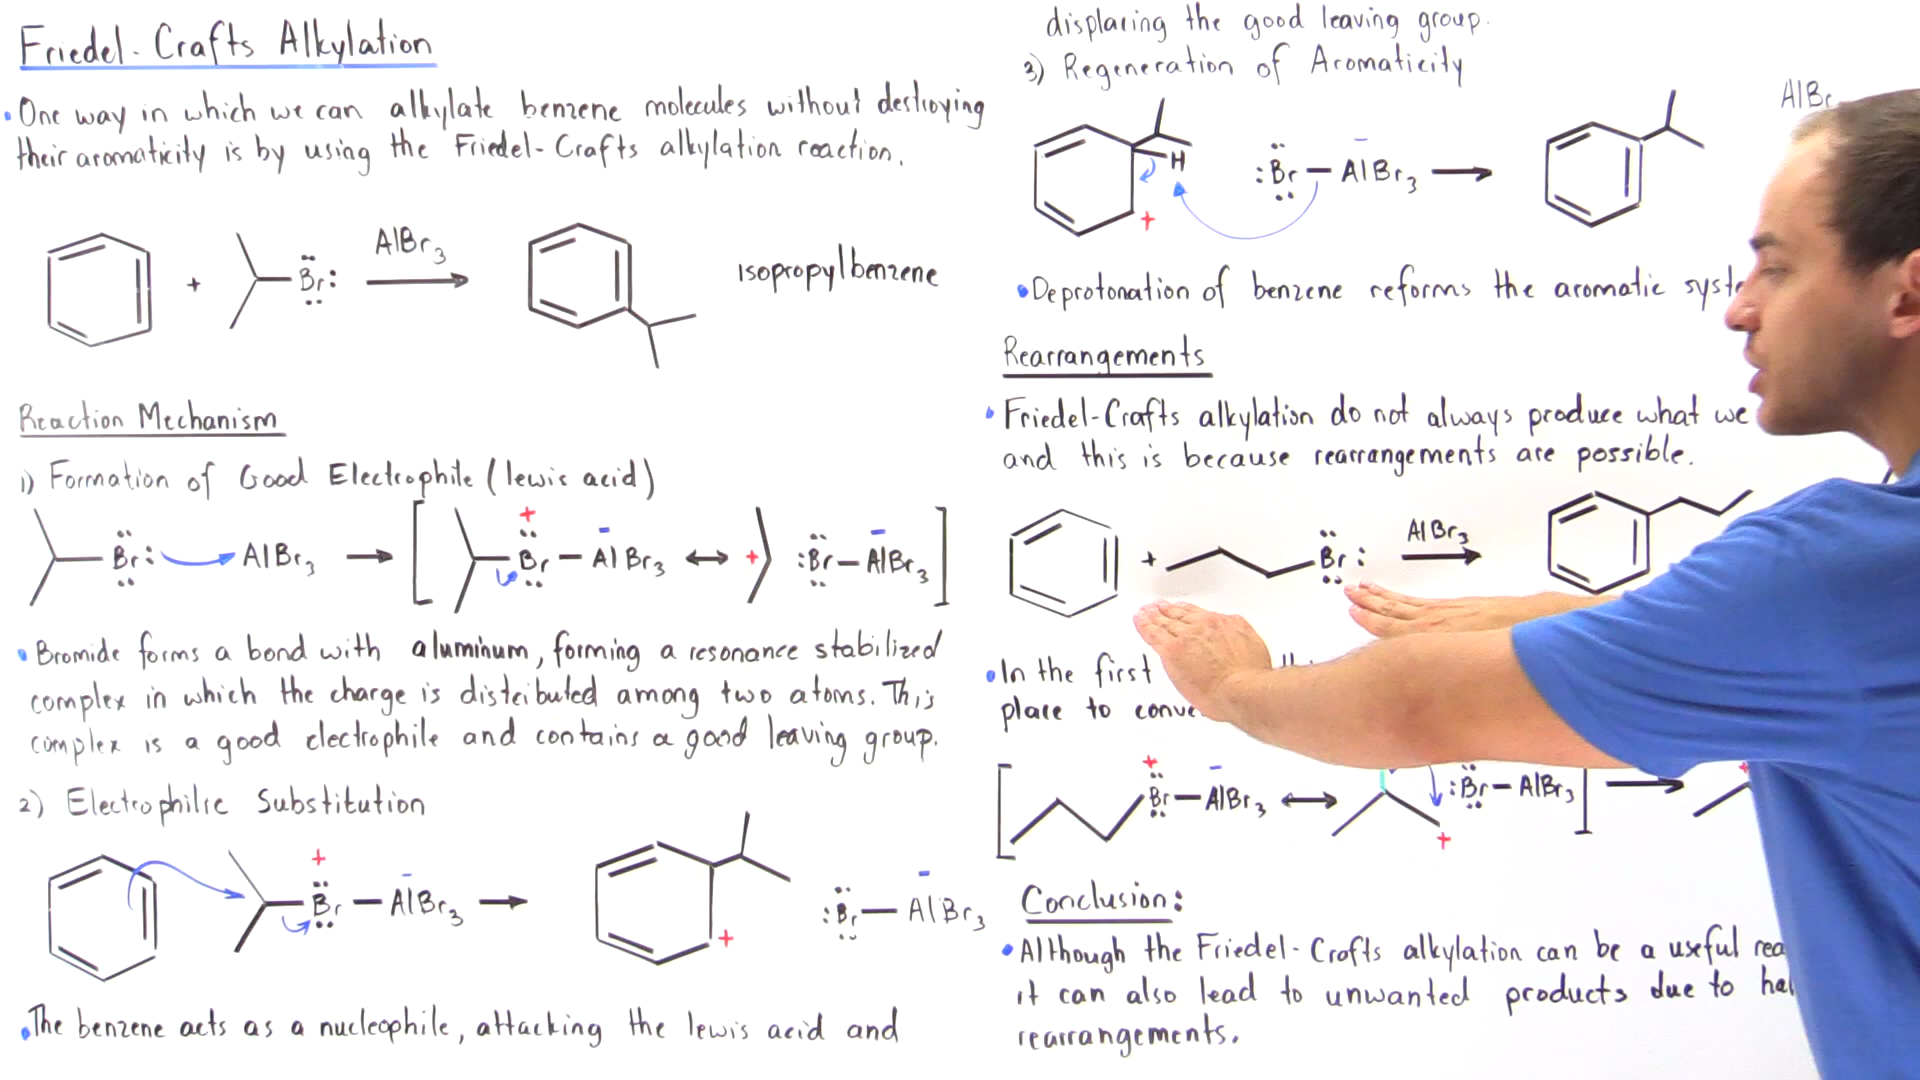 Friedel-Crafts Alkylation
• One way in which we can alkylate benzene molecules without destroying
their aromaticity is by using the Friedel-Crafts alkylation reaction.
+ Br AlBr3 isopropylbenzene
Reaction Mechanism
1) Formation of Good Electrophile (lewis acid)
Br: AlBr3 [ + Br - AlBr3 ↔ + :Br - AlBr3 ]
• Bromide forms a bond with aluminum, forming a resonance stabilized
complex in which the charge is distributed among two atoms. This
complex is a good electrophile and contains a good leaving group.
2) Electrophilic Substitution
+ Br - AlBr3 → + :Br - AlBr3
• The benzene acts as a nucleophile, attacking the lewis acid and
displacing the good leaving group.
3) Regeneration of Aromaticity
H + :Br - AlBr3 → AlBr
• Deprotonation of benzene reforms the aromatic
Rearrangements
• Friedel-Crafts alkylation do not always produce what we
and this is because rearrangements are possible.
+ Br: AlBr3
• In the first
place to
[ + Br - AlBr3 ↔ + :Br - AlBr3 ] → +
Conclusion:
• Although the Friedel-Crafts alkylation can be a useful
it can also lead to unwanted products due to
rearrangements.